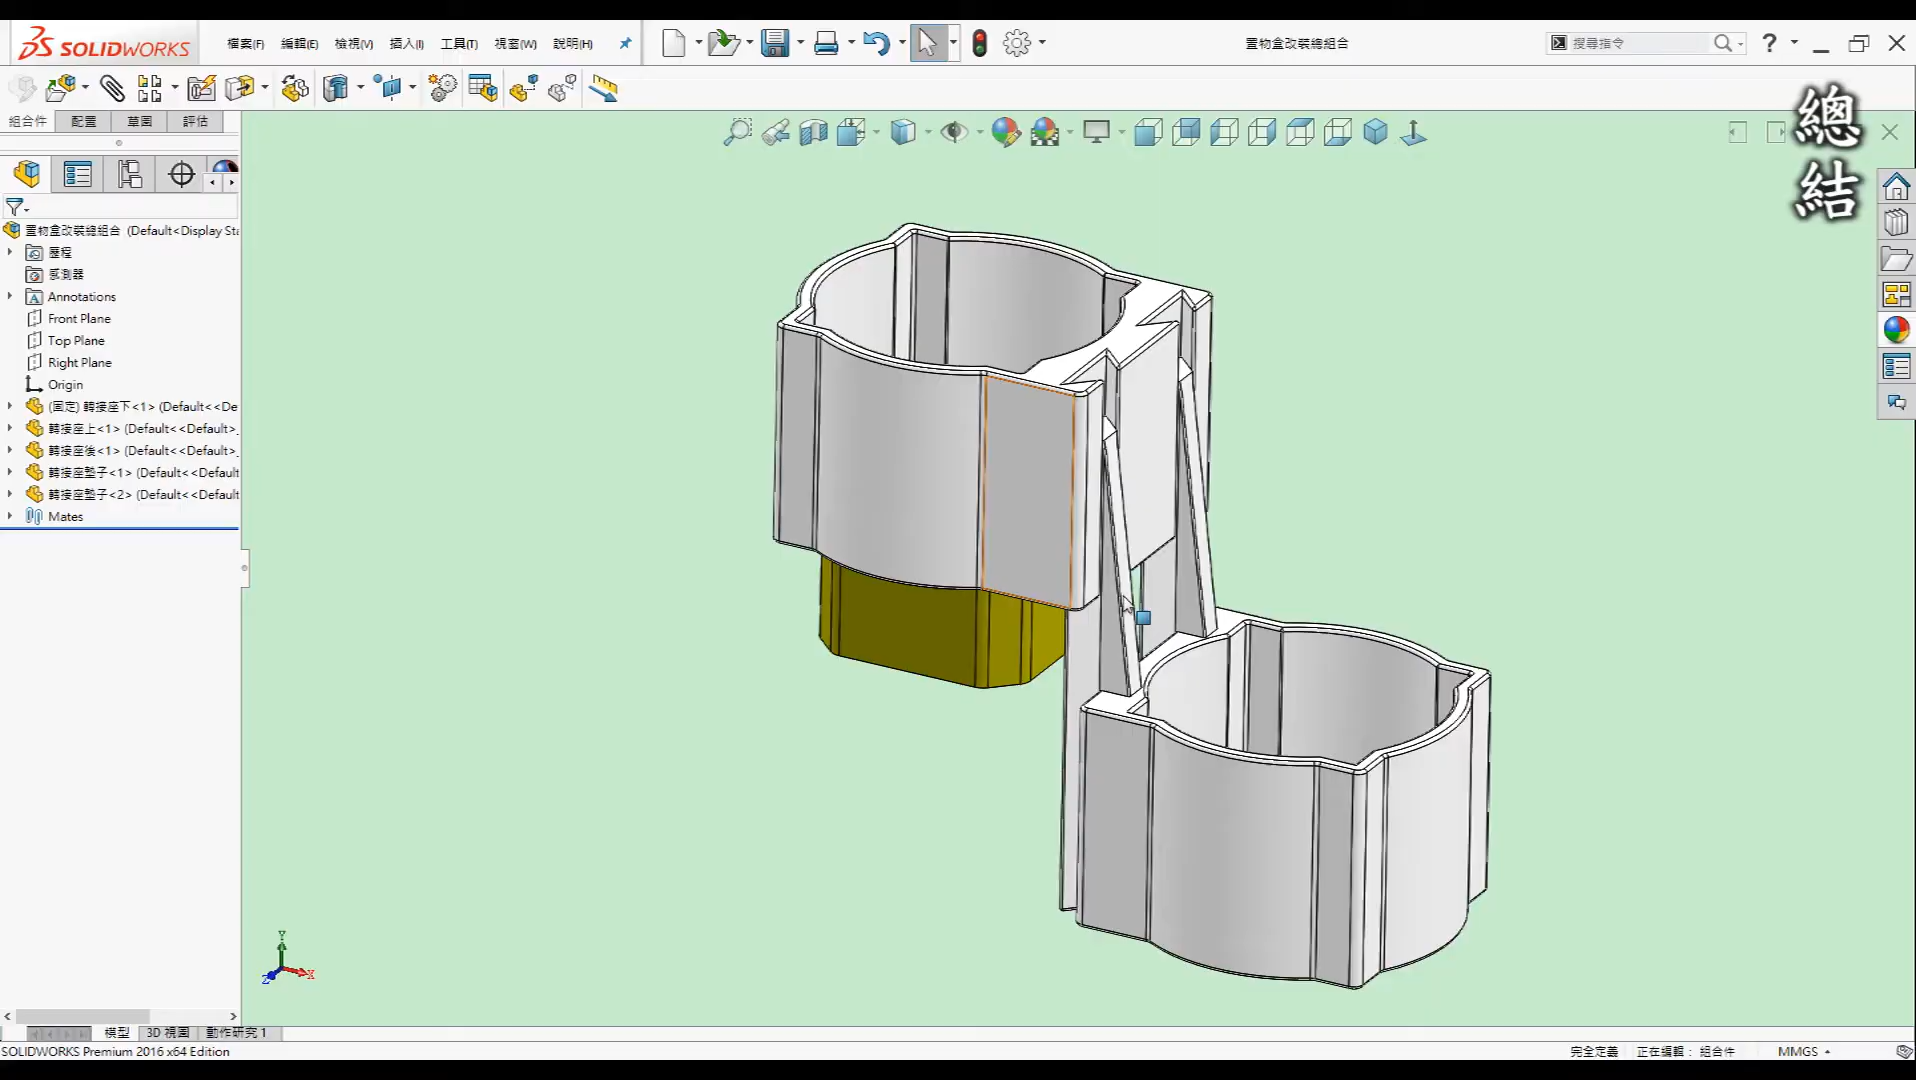 SOLIDWORKS 檔案(F) 編輯(E) 檢視(V) 插入(I) 工具(T) 視窗(W) 說明(H) 置物盒改裝總組合 搜尋指令 ?
總結
組合件 配置 草圖 評估
置物盒改裝總組合 (Default<Display Sta
歷程
感測器
A Annotations
Front Plane
Top Plane
Right Plane
Origin
(固定) 轉接座下<1> (Default<<De
轉接座上<1> (Default<<Default>_
轉接座後<1> (Default<<Default>_
轉接座墊子<1> (Default<<Default
轉接座墊子<2> (Default<<Default
Mates
Y
Z X
模型 3D 視圖 動作研究 1
SOLIDWORKS Premium 2016 x64 Edition 完全定義 正在編輯： 組合件 MMGS